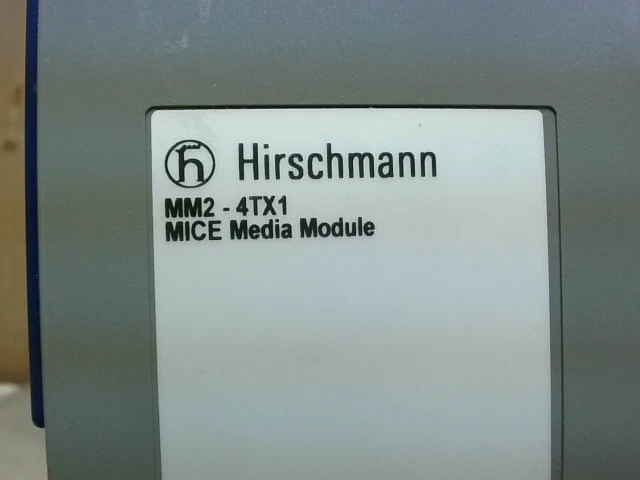 Hirschmann
MM2 - 4TX1
MICE Media Module